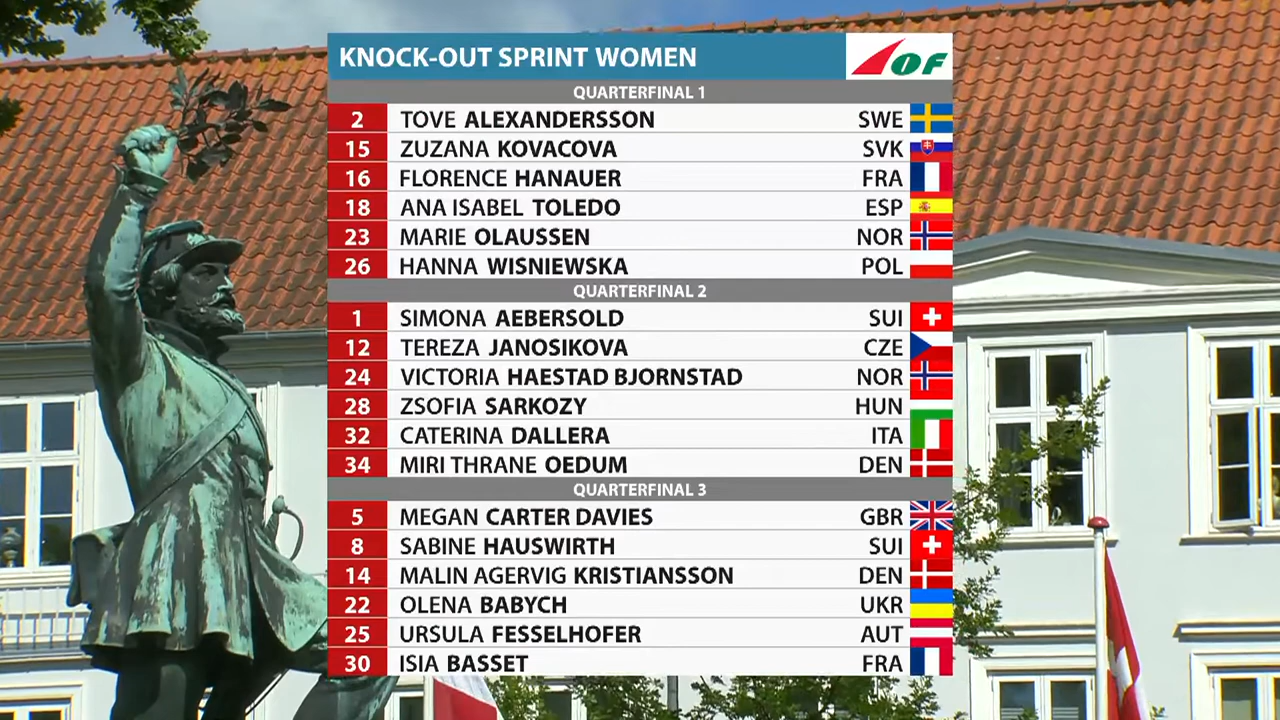 KNOCK-OUT SPRINT WOMEN
IOF
QUARTERFINAL 1
2 TOVE ALEXANDERSSON SWE
15 ZUZANA KOVACOVA SVK
16 FLORENCE HANAUER FRA
18 ANA ISABEL TOLEDO ESP
23 MARIE OLAUSSEN NOR
26 HANNA WISNIEWSKA POL
QUARTERFINAL 2
1 SIMONA AEBERSOLD SUI
12 TEREZA JANOSIKOVA CZE
24 VICTORIA HAESTAD BJORNSTAD NOR
28 ZSOFIA SARKOZY HUN
32 CATERINA DALLERA ITA
34 MIRI THRANE OEDUM DEN
QUARTERFINAL 3
5 MEGAN CARTER DAVIES GBR
8 SABINE HAUSWIRTH SUI
14 MALIN AGERVIG KRISTIANSSON DEN
22 OLENA BABYCH UKR
25 URSULA FESSELHOFER AUT
30 ISIA BASSET FRA